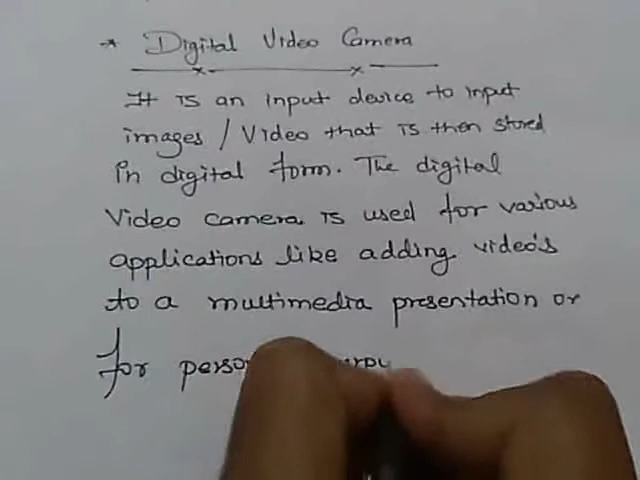 * Digital Video Camera
It is an input device to input
images / Video that is then stored
in digital form. The digital
Video camera is used for various
applications like adding video's
to a multimedia presentation or
for